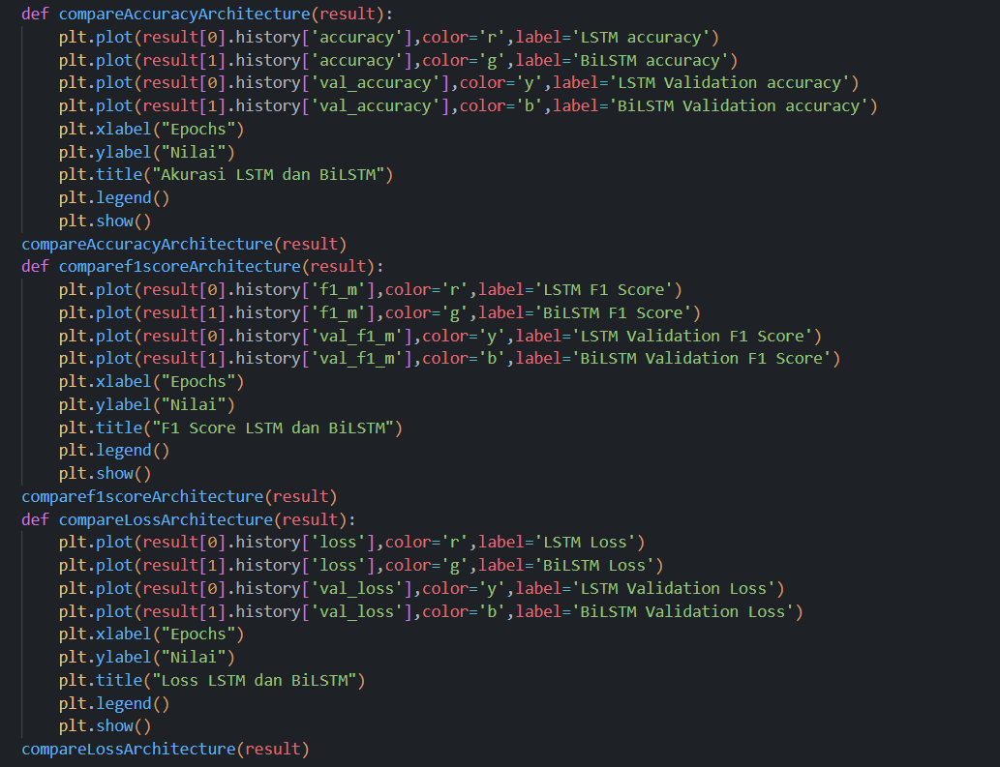 def compareAccuracyArchitecture(result):
    plt.plot(result[0].history['accuracy'],color='r',label='LSTM accuracy')
    plt.plot(result[1].history['accuracy'],color='g',label='BiLSTM accuracy')
    plt.plot(result[0].history['val_accuracy'],color='y',label='LSTM Validation accuracy')
    plt.plot(result[1].history['val_accuracy'],color='b',label='BiLSTM Validation accuracy')
    plt.xlabel("Epochs")
    plt.ylabel("Nilai")
    plt.title("Akurasi LSTM dan BiLSTM")
    plt.legend()
    plt.show()
compareAccuracyArchitecture(result)
def comparef1scoreArchitecture(result):
    plt.plot(result[0].history['f1_m'],color='r',label='LSTM F1 Score')
    plt.plot(result[1].history['f1_m'],color='g',label='BiLSTM F1 Score')
    plt.plot(result[0].history['val_f1_m'],color='y',label='LSTM Validation F1 Score')
    plt.plot(result[1].history['val_f1_m'],color='b',label='BiLSTM Validation F1 Score')
    plt.xlabel("Epochs")
    plt.ylabel("Nilai")
    plt.title("F1 Score LSTM dan BiLSTM")
    plt.legend()
    plt.show()
comparef1scoreArchitecture(result)
def compareLossArchitecture(result):
    plt.plot(result[0].history['loss'],color='r',label='LSTM Loss')
    plt.plot(result[1].history['loss'],color='g',label='BiLSTM Loss')
    plt.plot(result[0].history['val_loss'],color='y',label='LSTM Validation Loss')
    plt.plot(result[1].history['val_loss'],color='b',label='BiLSTM Validation Loss')
    plt.xlabel("Epochs")
    plt.ylabel("Nilai")
    plt.title("Loss LSTM dan BiLSTM")
    plt.legend()
    plt.show()
compareLossArchitecture(result)